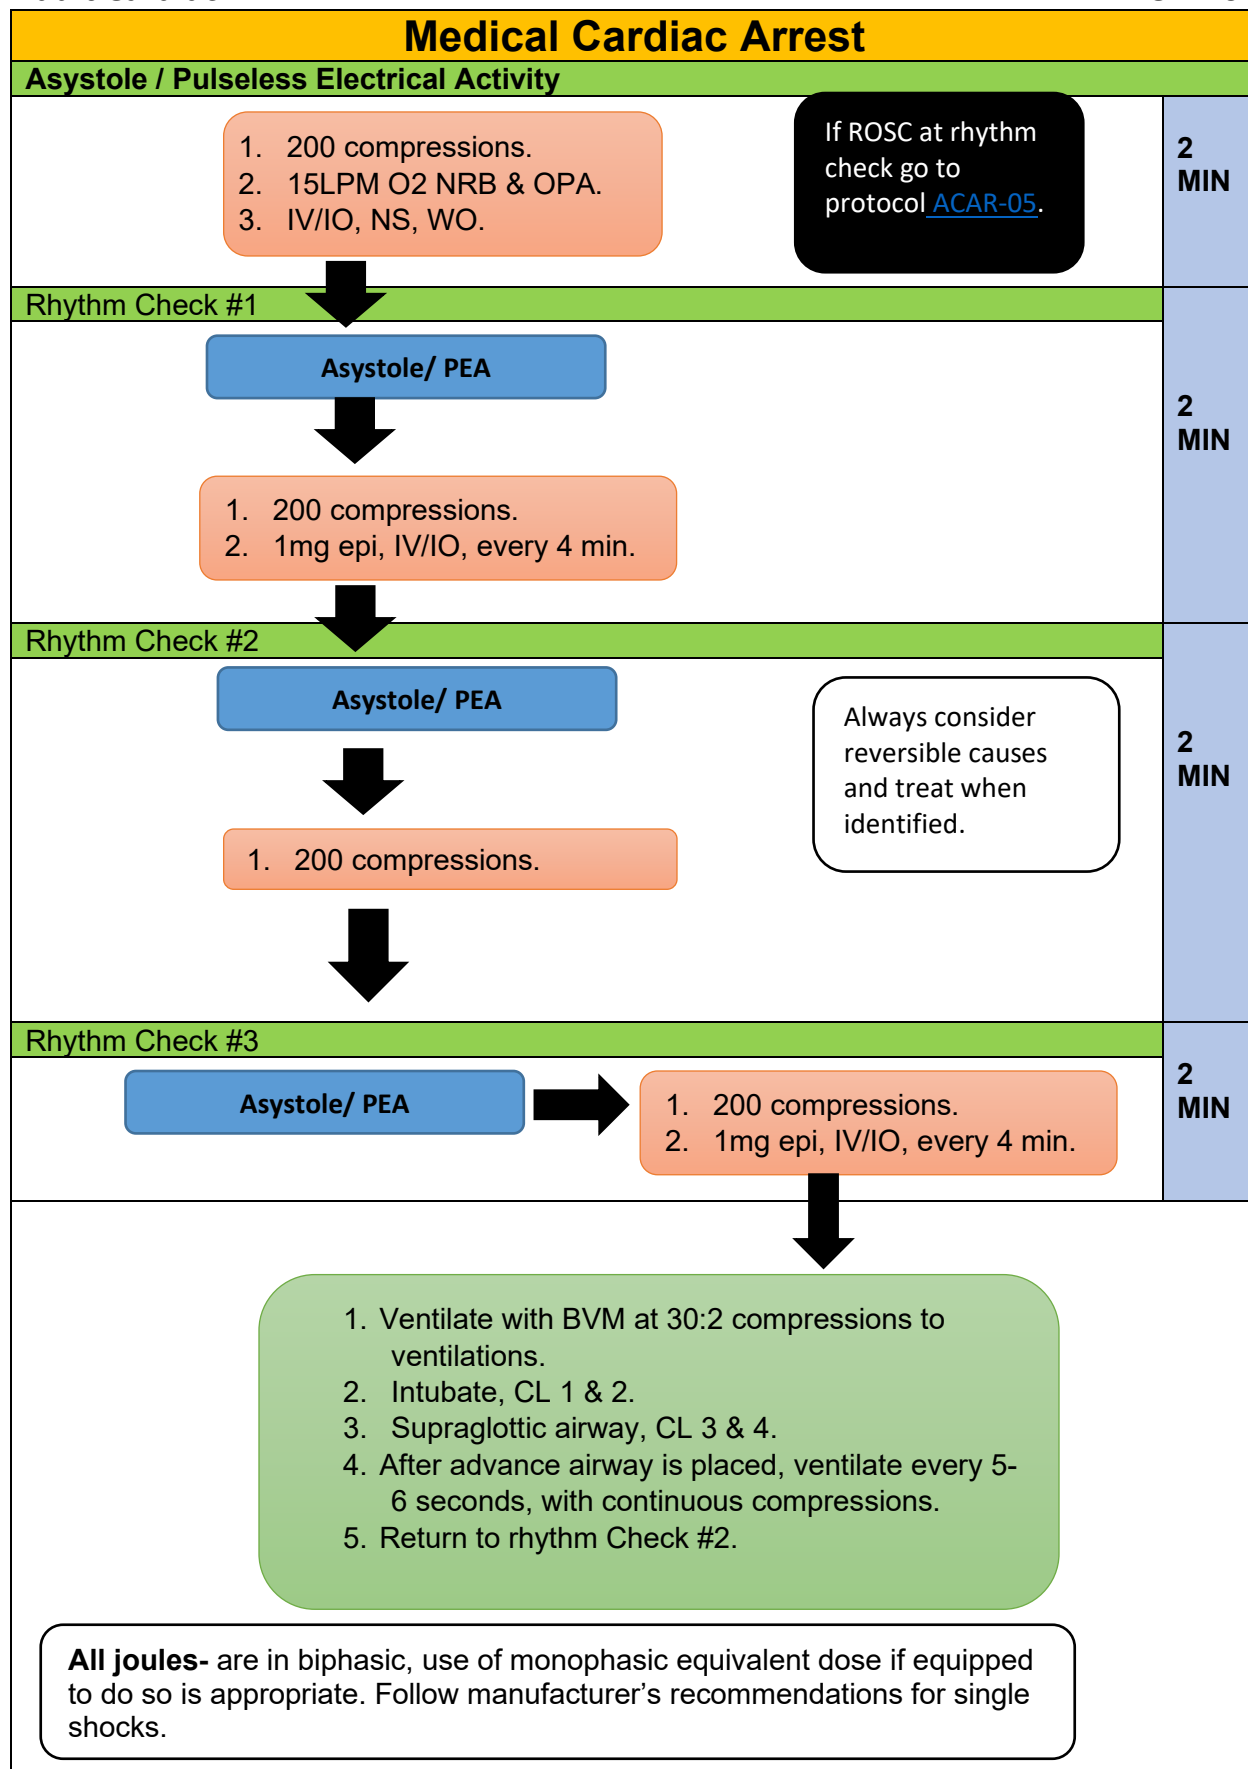 Medical Cardiac Arrest
Asystole / Pulseless Electrical Activity
1. 200 compressions.
2. 15LPM O2 NRB & OPA.
3. IV/IO, NS, WO.
If ROSC at rhythm
check go to
protocol ACAR-05.
2
MIN
Rhythm Check #1
Asystole/ PEA
1. 200 compressions.
2. 1mg epi, IV/IO, every 4 min.
2
MIN
Rhythm Check #2
Asystole/ PEA
1. 200 compressions.
Always consider
reversible causes
and treat when
identified.
2
MIN
Rhythm Check #3
Asystole/ PEA
1. 200 compressions.
2. 1mg epi, IV/IO, every 4 min.
2
MIN
1. Ventilate with BVM at 30:2 compressions to
ventilations.
2. Intubate, CL 1 & 2.
3. Supraglottic airway, CL 3 & 4.
4. After advance airway is placed, ventilate every 5-
6 seconds, with continuous compressions.
5. Return to rhythm Check #2.
All joules- are in biphasic, use of monophasic equivalent dose if equipped
to do so is appropriate. Follow manufacturer’s recommendations for single
shocks.